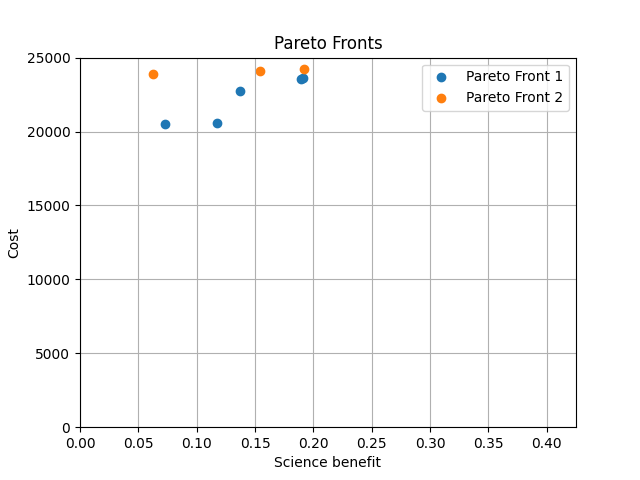 Pareto Fronts
25000
20000
15000
10000
5000
0
Cost
Pareto Front 1
Pareto Front 2
0.00 0.05 0.10 0.15 0.20 0.25 0.30 0.35 0.40
Science benefit